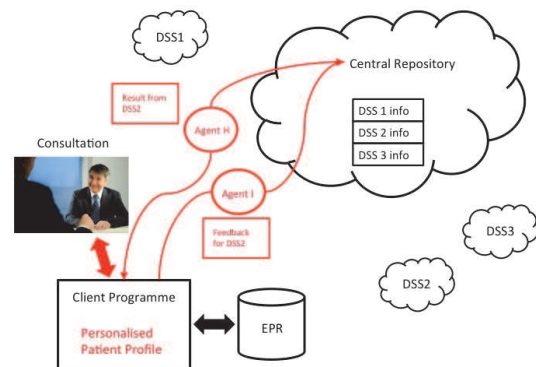 DSS1
Central Repository
Result from
DSS2
Agent H
DSS 1 info
DSS 2 info
DSS 3 info
Consultation
Agent I
Feedback
for DSS2
DSS3
DSS2
Client Programme
Personalised
Patient Profile
EPR